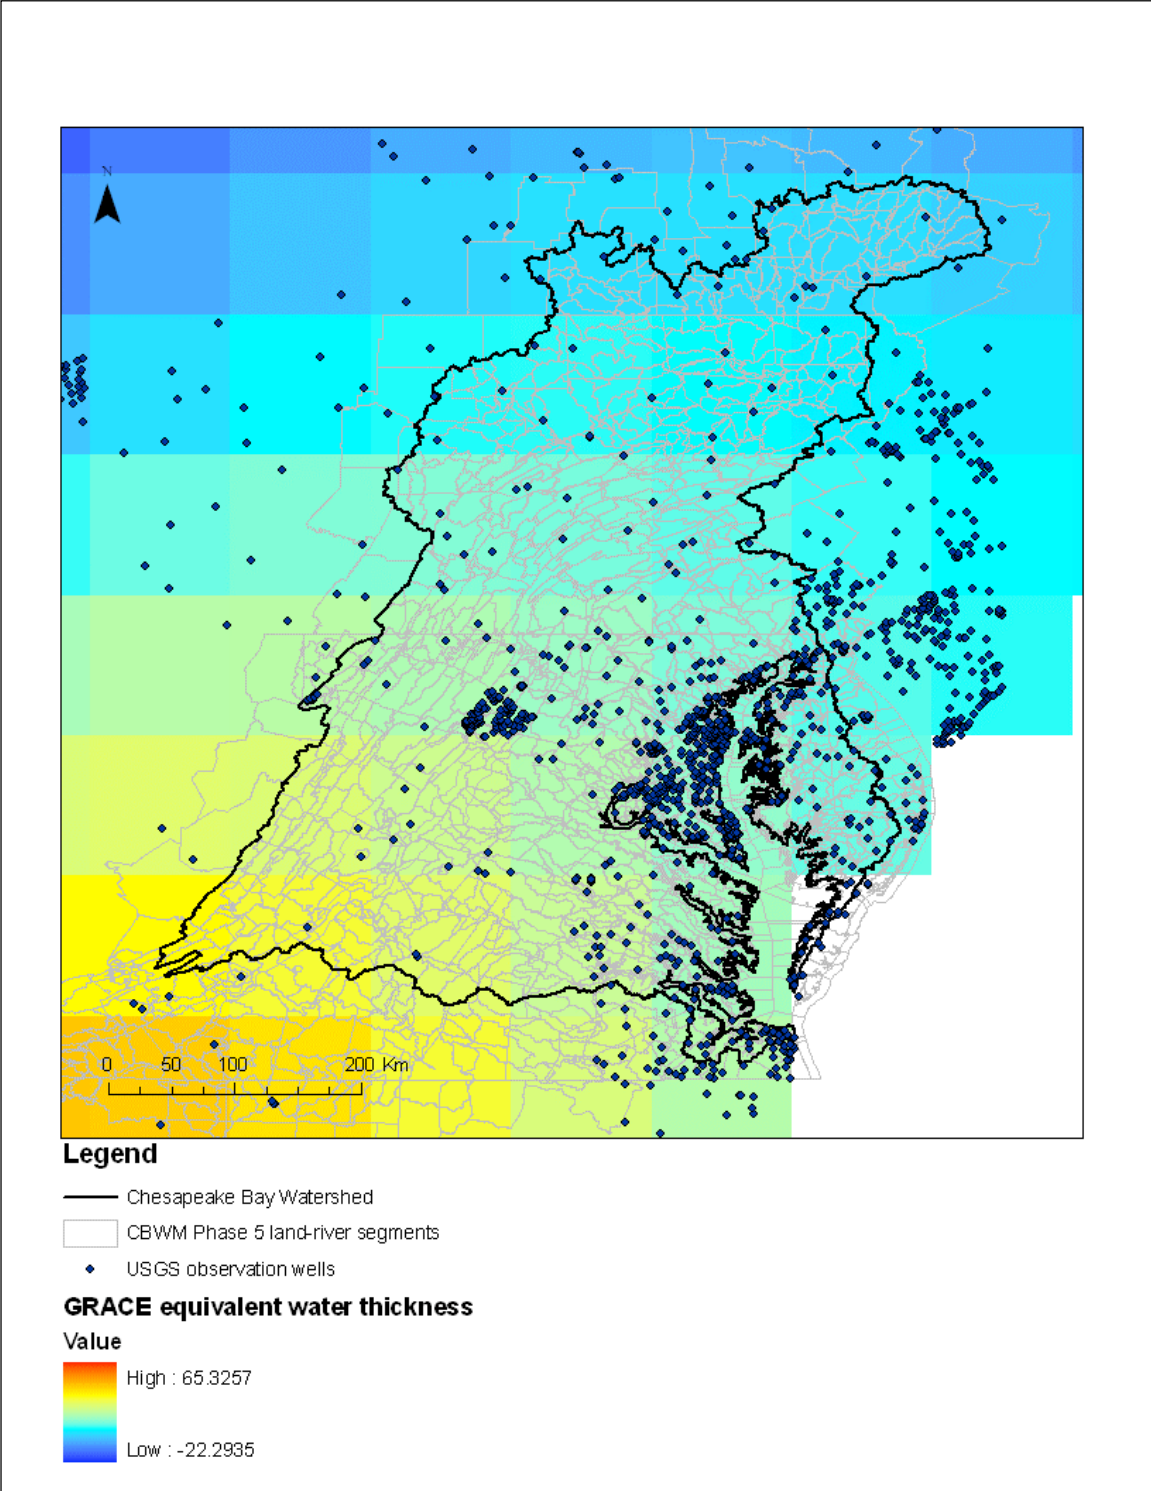 N
0 50 100 200 Km
Legend
Chesapeake Bay Watershed
CBWM Phase 5 land-river segments
USGS observation wells
GRACE equivalent water thickness
Value
High : 65.3257
Low : -22.2935